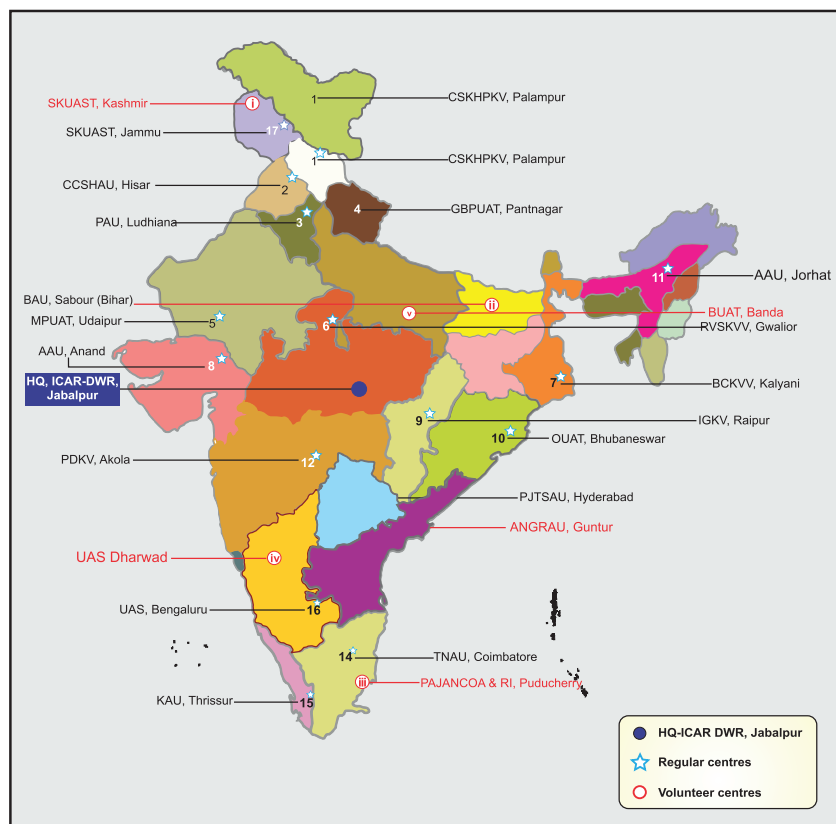 1
CSKHPKV, Palampur
SKUAST, Kashmir
i
SKUAST, Jammu
17
1
CSKHPKV, Palampur
CCSHAU, Hisar
2
PAU, Ludhiana
3
4
GBPUAT, Pantnagar
11
AAU, Jorhat
BAU, Sabour (Bihar)
ii
MPUAT, Udaipur
5
6
v
BUAT, Banda
RVSKVV, Gwalior
AAU, Anand
8
HQ, ICAR-DWR,
Jabalpur
7
BCKVV, Kalyani
9
IGKV, Raipur
10
OUAT, Bhubaneswar
PDKV, Akola
12
PJTSAU, Hyderabad
ANGRAU, Guntur
UAS Dharwad
iv
UAS, Bengaluru
16
14
TNAU, Coimbatore
iii
PAJANCOA & RI, Puducherry
KAU, Thrissur
15
HQ-ICAR DWR, Jabalpur
Regular centres
Volunteer centres